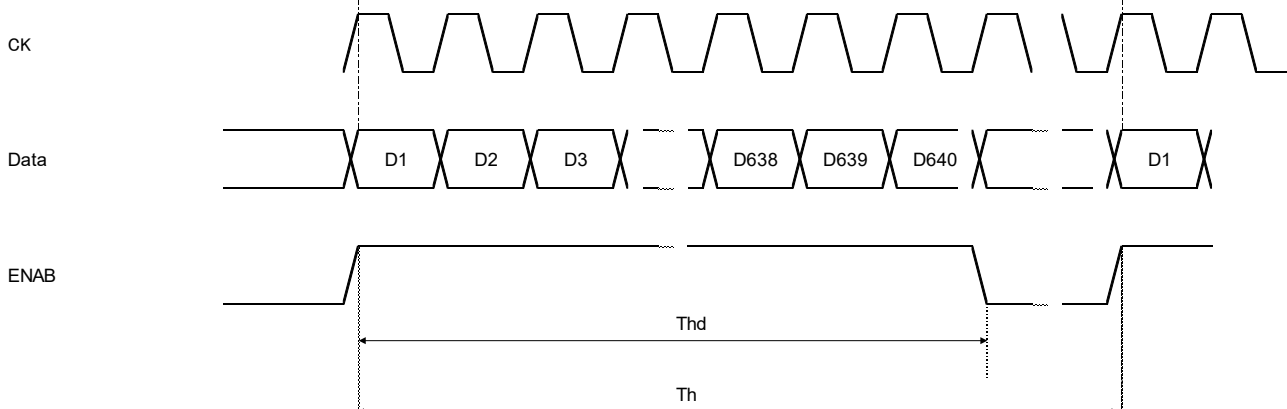 CK
Data
D1 D2 D3 D638 D639 D640 D1
ENAB
Thd
Th